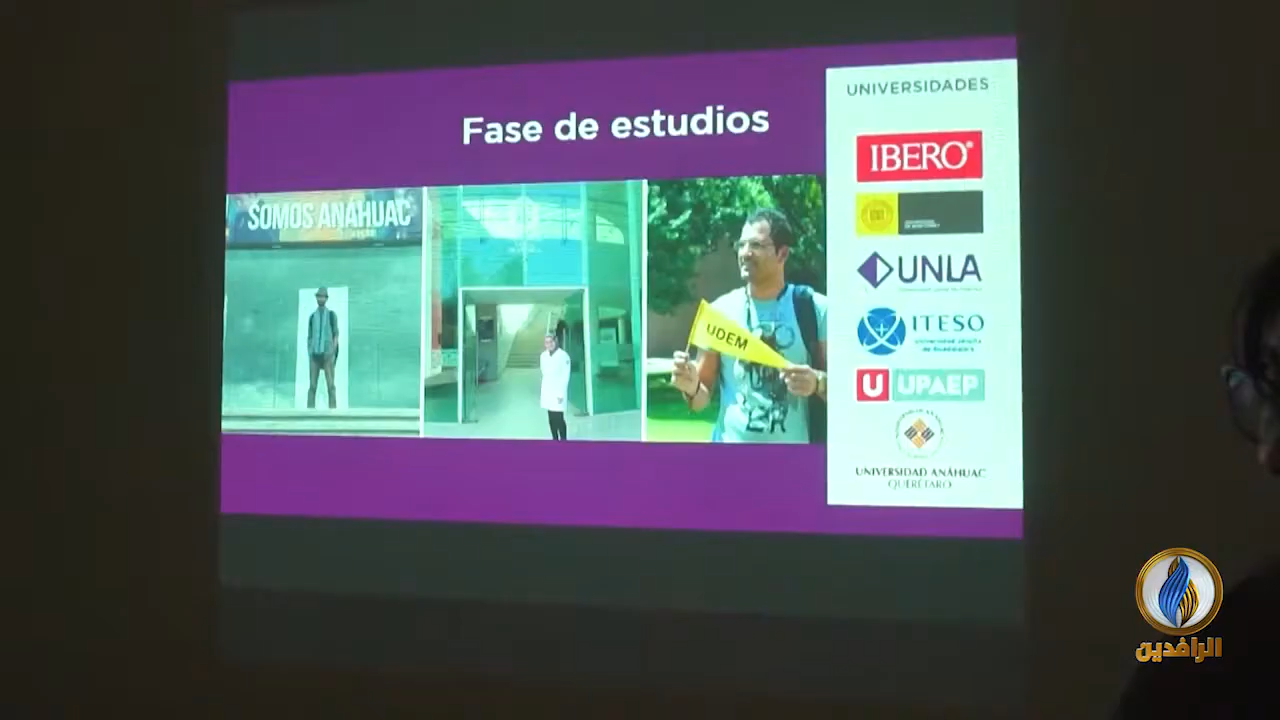 Fase de estudios
SOMOS ANÁHUAC
UDEM
UNIVERSIDADES
IBERO
UNLA
ITESO
U UPAEP
UNIVERSIDAD ANÁHUAC
QUERÉTARO
الرافدين